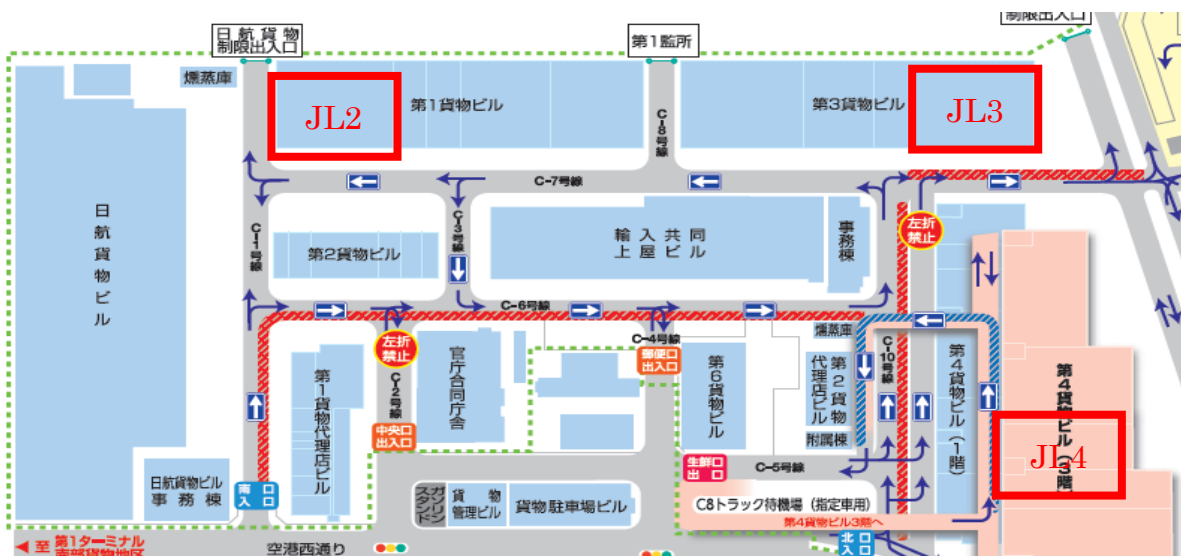 日航貨物
制限出入口
第1監所
制限出入口
燻蒸庫
JL2
第1貨物ビル
C-8号線
第3貨物ビル
JL3
C-7号線
日航貨物ビル
C-1号線
第2貨物ビル
C-3号線
輸入共同
上屋ビル
事務棟
左折
禁止
C-6号線
左折
禁止
C-2号線
官庁合同庁舎
C-4号線
郵便口
出入口
第6貨物ビル
燻蒸庫
第2貨物
代理店ビル
附属棟
C-10号線
第4貨物ビル(1階)
第4貨物ビル(3階)
JL4
第1貨物代理店ビル
中央口
出入口
生鮮口
出口
C-5号線
日航貨物ビル
事務棟
南口
入口
ガソリン
スタンド
貨物
管理ビル
貨物駐車場ビル
C8トラック待機場(指定車用)
第4貨物ビル3階へ
北口
入口
至 第1ターミナル
南部貨物地区
空港西通り